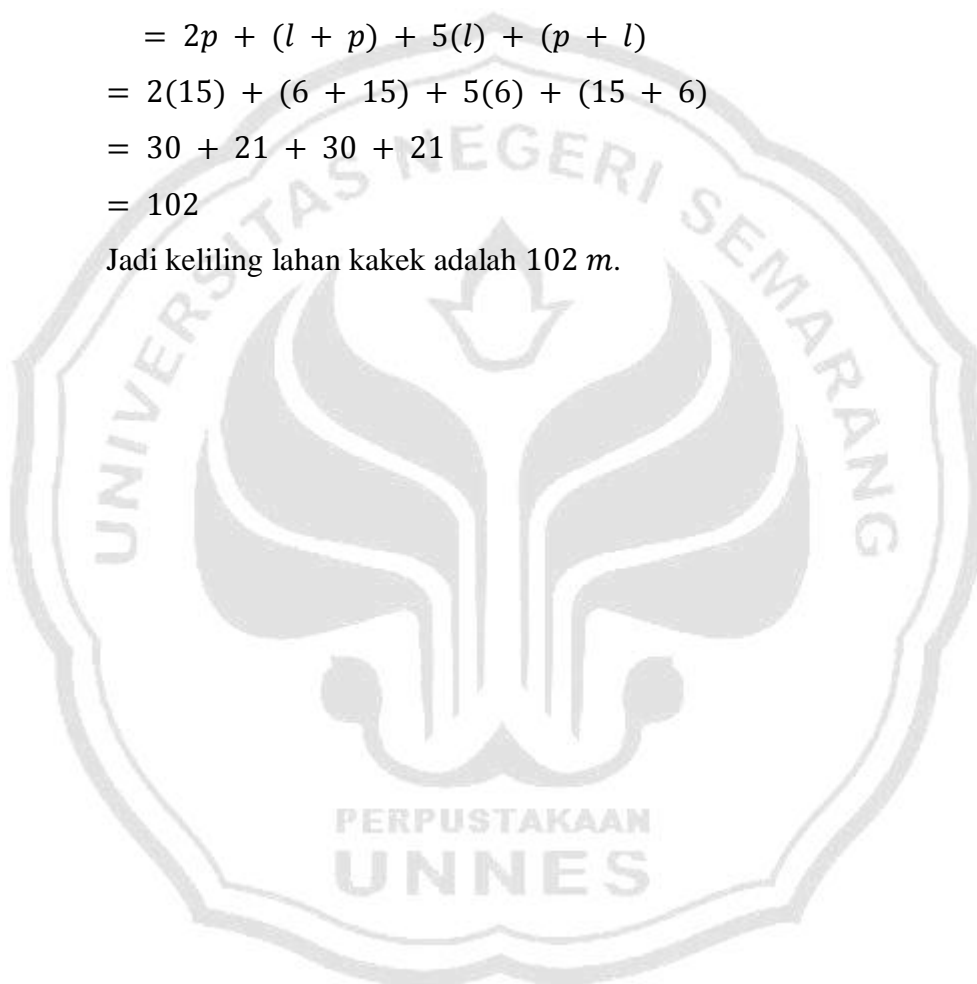 = 2p + (l + p) + 5(l) + (p + l)
= 2(15) + (6 + 15) + 5(6) + (15 + 6)
= 30 + 21 + 30 + 21
= 102
Jadi keliling lahan kakek adalah 102 m.
UNIVERSITAS NEGERI SEMARANG
PERPUSTAKAAN
UNNES